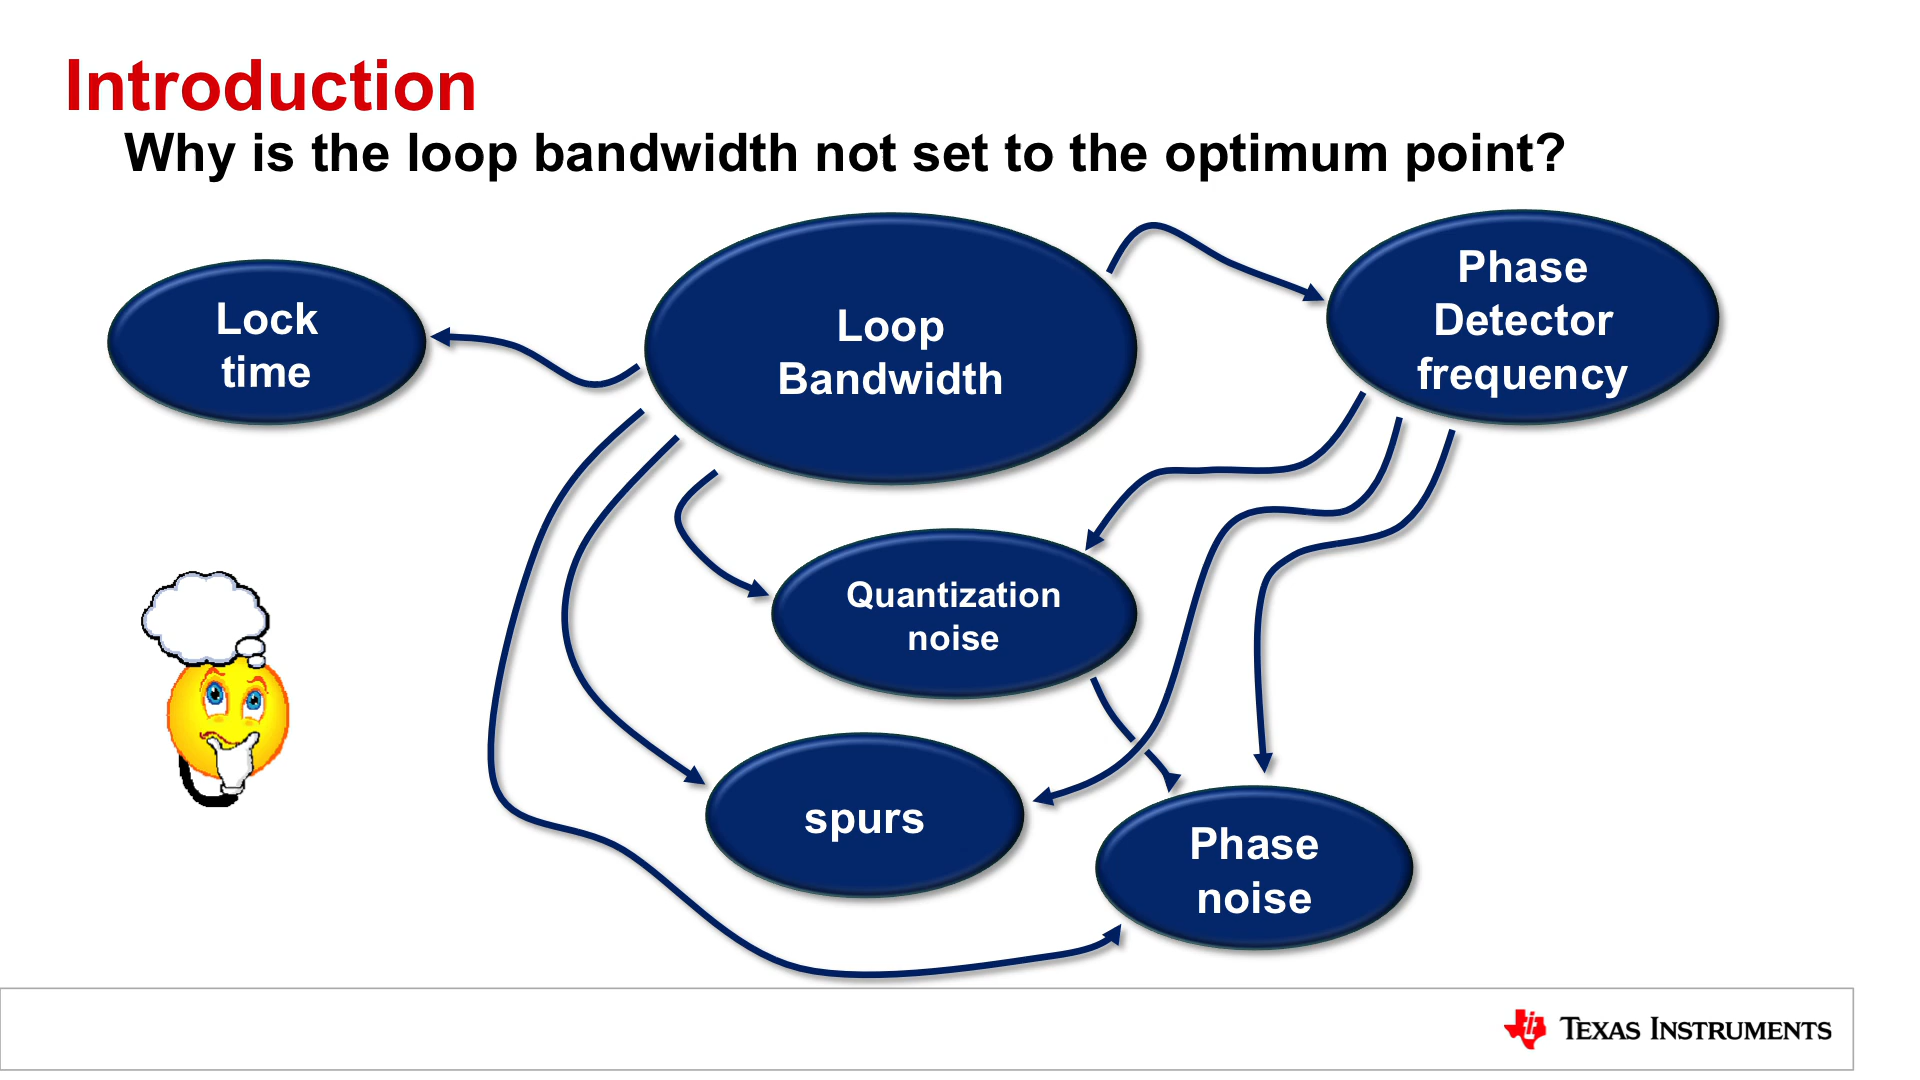 Introduction
Why is the loop bandwidth not set to the optimum point?
Lock
time
Loop
Bandwidth
Phase
Detector
frequency
Quantization
noise
spurs
Phase
noise
TEXAS INSTRUMENTS